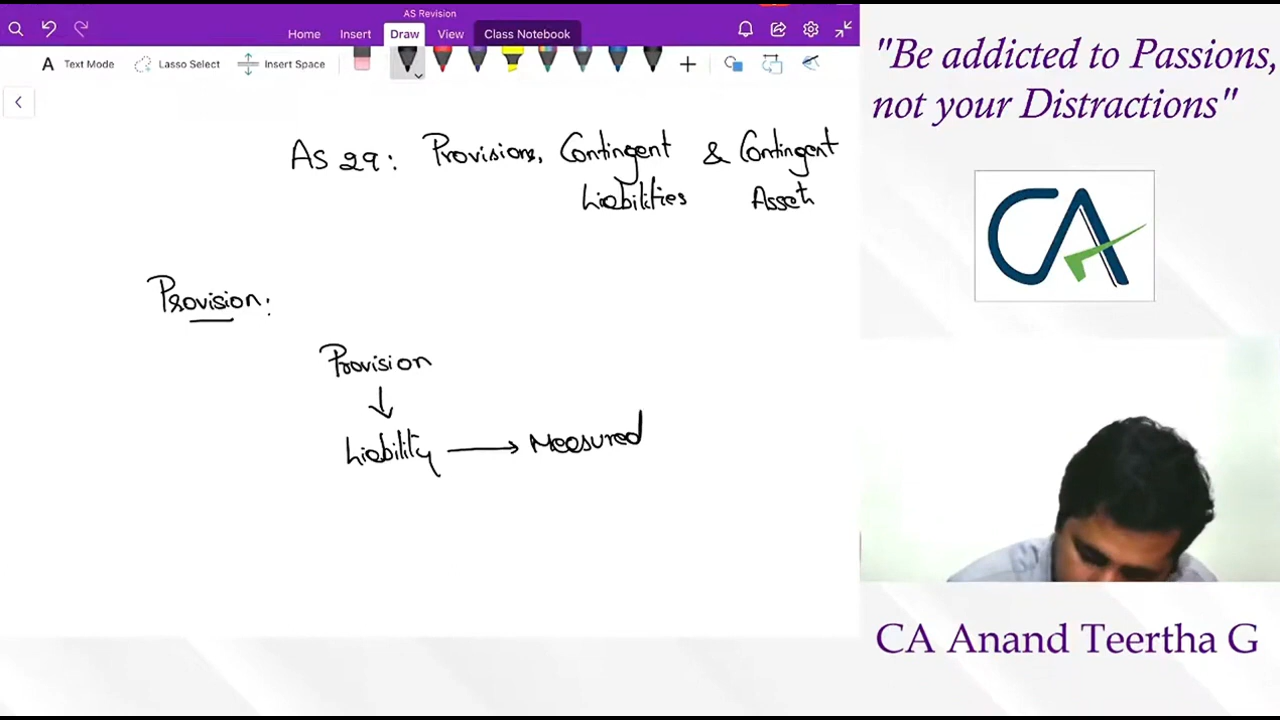 AS Revision
Home Insert Draw View Class Notebook
Text Mode Lasso Select Insert Space
"Be addicted to Passions,
not your Distractions"
AS 29: Provisions, Contingent & Contingent
Liabilities Asset
CA
Provision:
Provision
Liability → Measured
CA Anand Teertha G